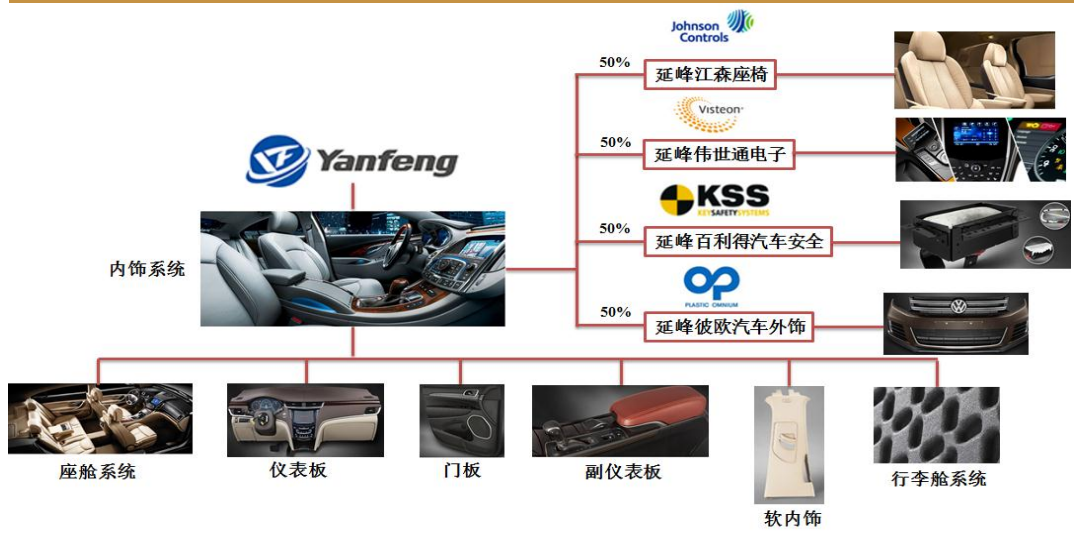 Johnson
Controls
50%
延峰江森座椅
Visteon
50%
延峰伟世通电子
Yanfeng
KSS
KEYSAFETYSYSTEMS
50%
延峰百利得汽车安全
内饰系统
PLASTIC OMNIUM
50%
延峰彼欧汽车外饰
座舱系统
仪表板
门板
副仪表板
软内饰
行李舱系统